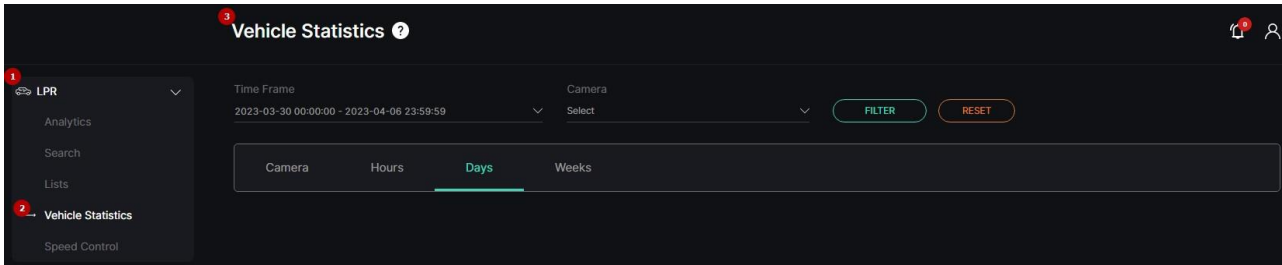 3
Vehicle Statistics ?
0
1
LPR
Analytics
Search
Lists
2
Vehicle Statistics
Speed Control
Time Frame
2023-03-30 00:00:00 - 2023-04-06 23:59:59
Camera
Select
FILTER
RESET
Camera Hours Days Weeks